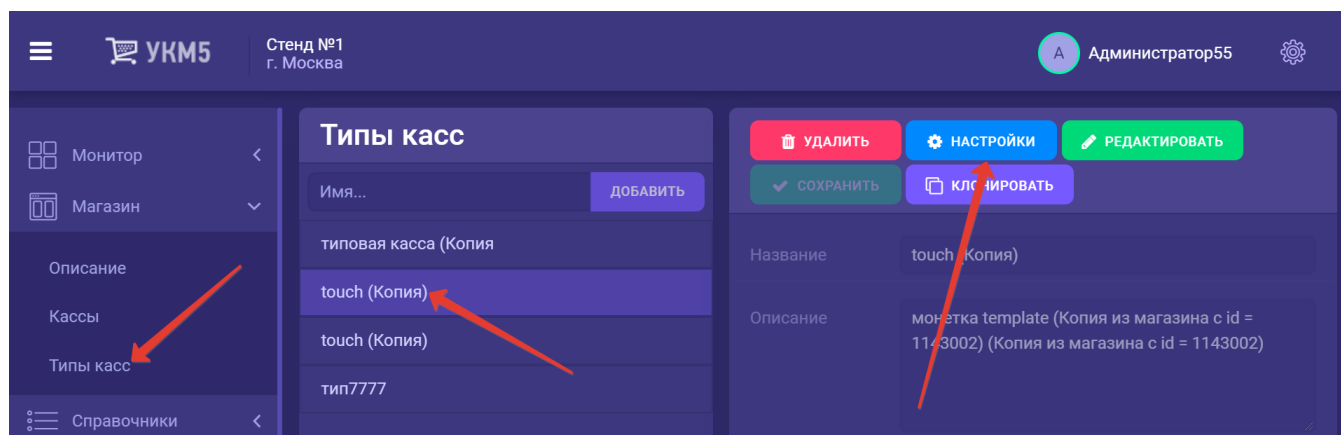 УКМ5
Стенд №1
г. Москва
А
Администратор55
Монитор
Магазин
Описание
Кассы
Типы касс
Справочники
Типы касс
Имя...
ДОБАВИТЬ
типовая касса (Копия
touch (Копия)
touch (Копия)
тип7777
УДАЛИТЬ
НАСТРОЙКИ
РЕДАКТИРОВАТЬ
СОХРАНИТЬ
КЛОНИРОВАТЬ
Название
touch (Копия)
Описание
монетка template (Копия из магазина с id =
1143002) (Копия из магазина с id = 1143002)